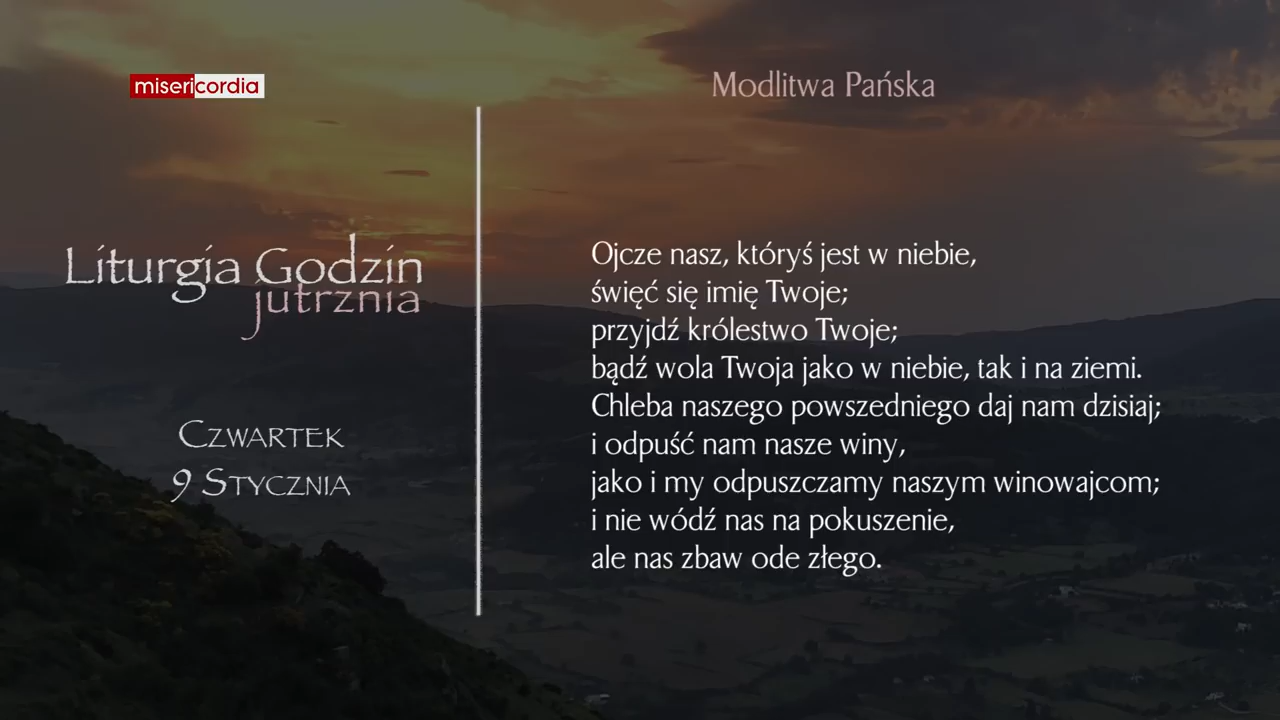 misericordia
Liturgia Godzin
jutrznia
Czwartek
9 Stycznia
Modlitwa Pańska
Ojcze nasz, któryś jest w niebie,
święć się imię Twoje;
przyjdź królestwo Twoje;
bądź wola Twoja jako w niebie, tak i na ziemi.
Chleba naszego powszedniego daj nam dzisiaj;
i odpuść nam nasze winy,
jako i my odpuszczamy naszym winowajcom;
i nie wódź nas na pokuszenie,
ale nas zbaw ode złego.